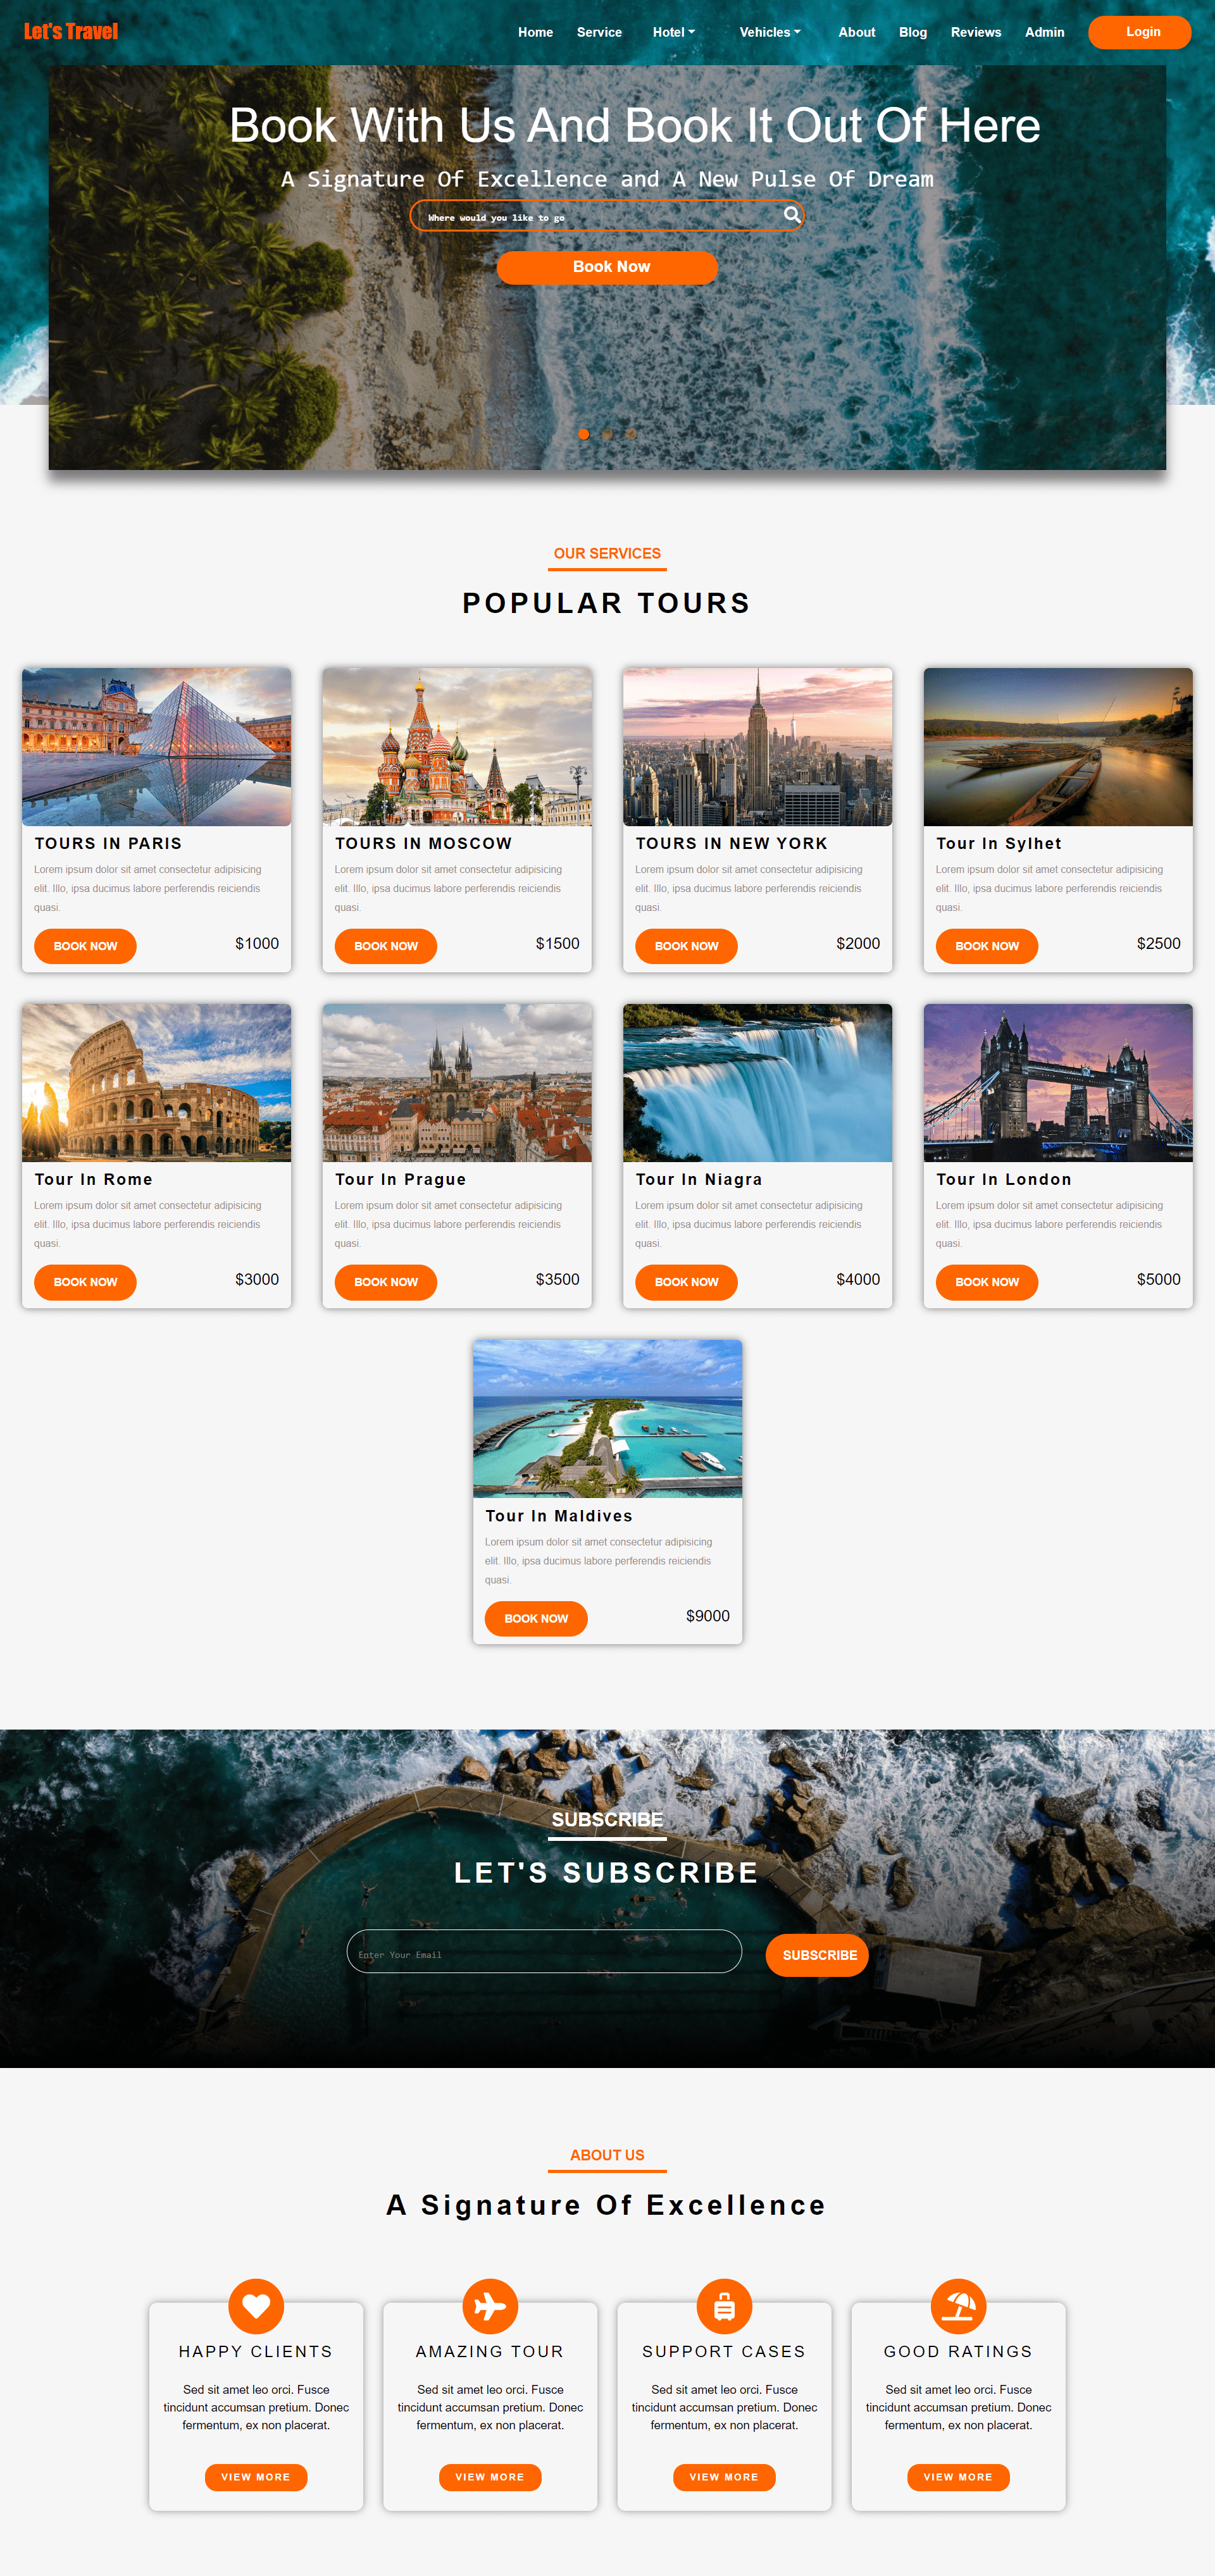 Let's Travel
Home Service Hotel Vehicles About Blog Reviews Admin Login
Book With Us And Book It Out Of Here
A Signature Of Excellence and A New Pulse Of Dream
Where would you like to go
Book Now
OUR SERVICES
POPULAR TOURS
TOURS IN PARIS
Lorem ipsum dolor sit amet consectetur adipisicing
elit. Illo, ipsa ducimus labore perferendis reiciendis
quasi.
BOOK NOW $1000
TOURS IN MOSCOW
Lorem ipsum dolor sit amet consectetur adipisicing
elit. Illo, ipsa ducimus labore perferendis reiciendis
quasi.
BOOK NOW $1500
TOURS IN NEW YORK
Lorem ipsum dolor sit amet consectetur adipisicing
elit. Illo, ipsa ducimus labore perferendis reiciendis
quasi.
BOOK NOW $2000
Tour In Sylhet
Lorem ipsum dolor sit amet consectetur adipisicing
elit. Illo, ipsa ducimus labore perferendis reiciendis
quasi.
BOOK NOW $2500
Tour In Rome
Lorem ipsum dolor sit amet consectetur adipisicing
elit. Illo, ipsa ducimus labore perferendis reiciendis
quasi.
BOOK NOW $3000
Tour In Prague
Lorem ipsum dolor sit amet consectetur adipisicing
elit. Illo, ipsa ducimus labore perferendis reiciendis
quasi.
BOOK NOW $3500
Tour In Niagra
Lorem ipsum dolor sit amet consectetur adipisicing
elit. Illo, ipsa ducimus labore perferendis reiciendis
quasi.
BOOK NOW $4000
Tour In London
Lorem ipsum dolor sit amet consectetur adipisicing
elit. Illo, ipsa ducimus labore perferendis reiciendis
quasi.
BOOK NOW $5000
Tour In Maldives
Lorem ipsum dolor sit amet consectetur adipisicing
elit. Illo, ipsa ducimus labore perferendis reiciendis
quasi.
BOOK NOW $9000
SUBSCRIBE
LET'S SUBSCRIBE
Enter Your Email
SUBSCRIBE
ABOUT US
A Signature Of Excellence
HAPPY CLIENTS
Sed sit amet leo orci. Fusce
tincidunt accumsan pretium. Donec
fermentum, ex non placerat.
VIEW MORE
AMAZING TOUR
Sed sit amet leo orci. Fusce
tincidunt accumsan pretium. Donec
fermentum, ex non placerat.
VIEW MORE
SUPPORT CASES
Sed sit amet leo orci. Fusce
tincidunt accumsan pretium. Donec
fermentum, ex non placerat.
VIEW MORE
GOOD RATINGS
Sed sit amet leo orci. Fusce
tincidunt accumsan pretium. Donec
fermentum, ex non placerat.
VIEW MORE